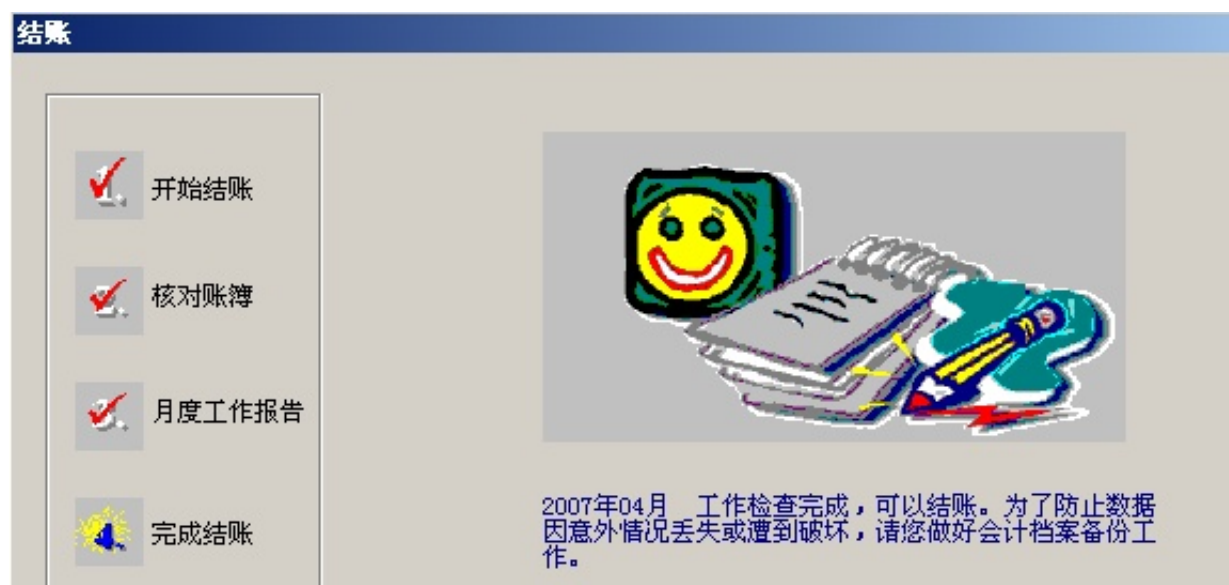 结账
开始结账
核对账簿
月度工作报告
完成结账
2007年04月 工作检查完成，可以结账。为了防止数据
因意外情况丢失或遭到破坏，请您做好会计档案备份工
作。